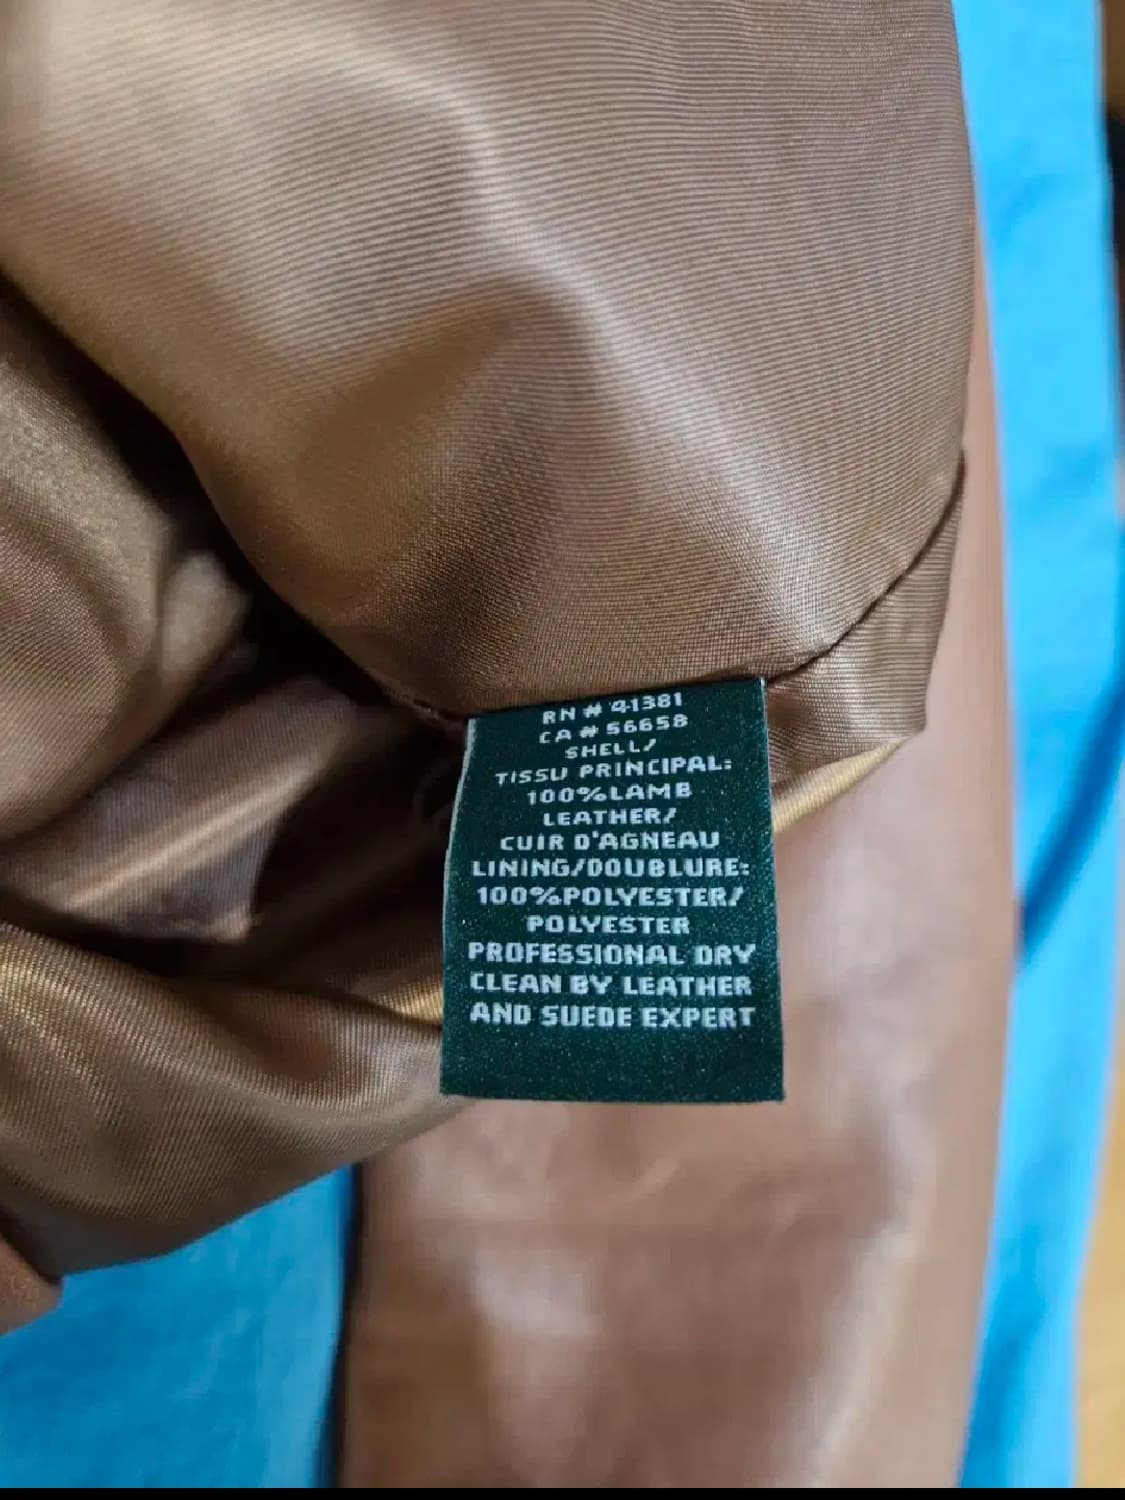 RN # 41381
CA # 56658
SHELL/
TISSU PRINCIPAL:
100%LAMB
LEATHER/
CUIR D'AGNEAU
LINING/DOUBLURE:
100%POLYESTER/
POLYESTER
PROFESSIONAL DRY
CLEAN BY LEATHER
AND SUEDE EXPERT